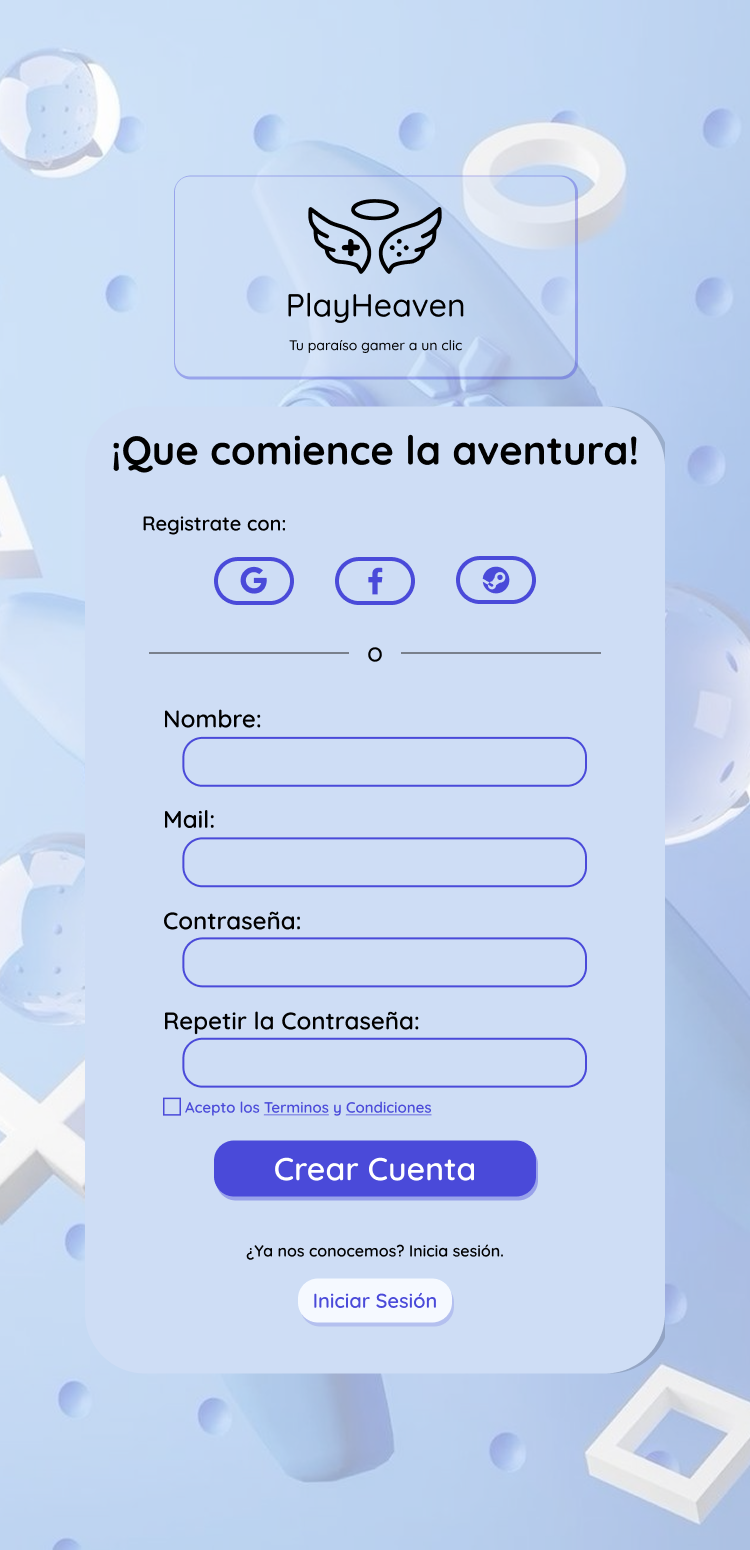 PlayHeaven
Tu paraíso gamer a un clic
¡Que comience la aventura!
Registrate con:
O
Nombre:
Mail:
Contraseña:
Repetir la Contraseña:
Acepto los Terminos y Condiciones
Crear Cuenta
¿Ya nos conocemos? Inicia sesión.
Iniciar Sesión